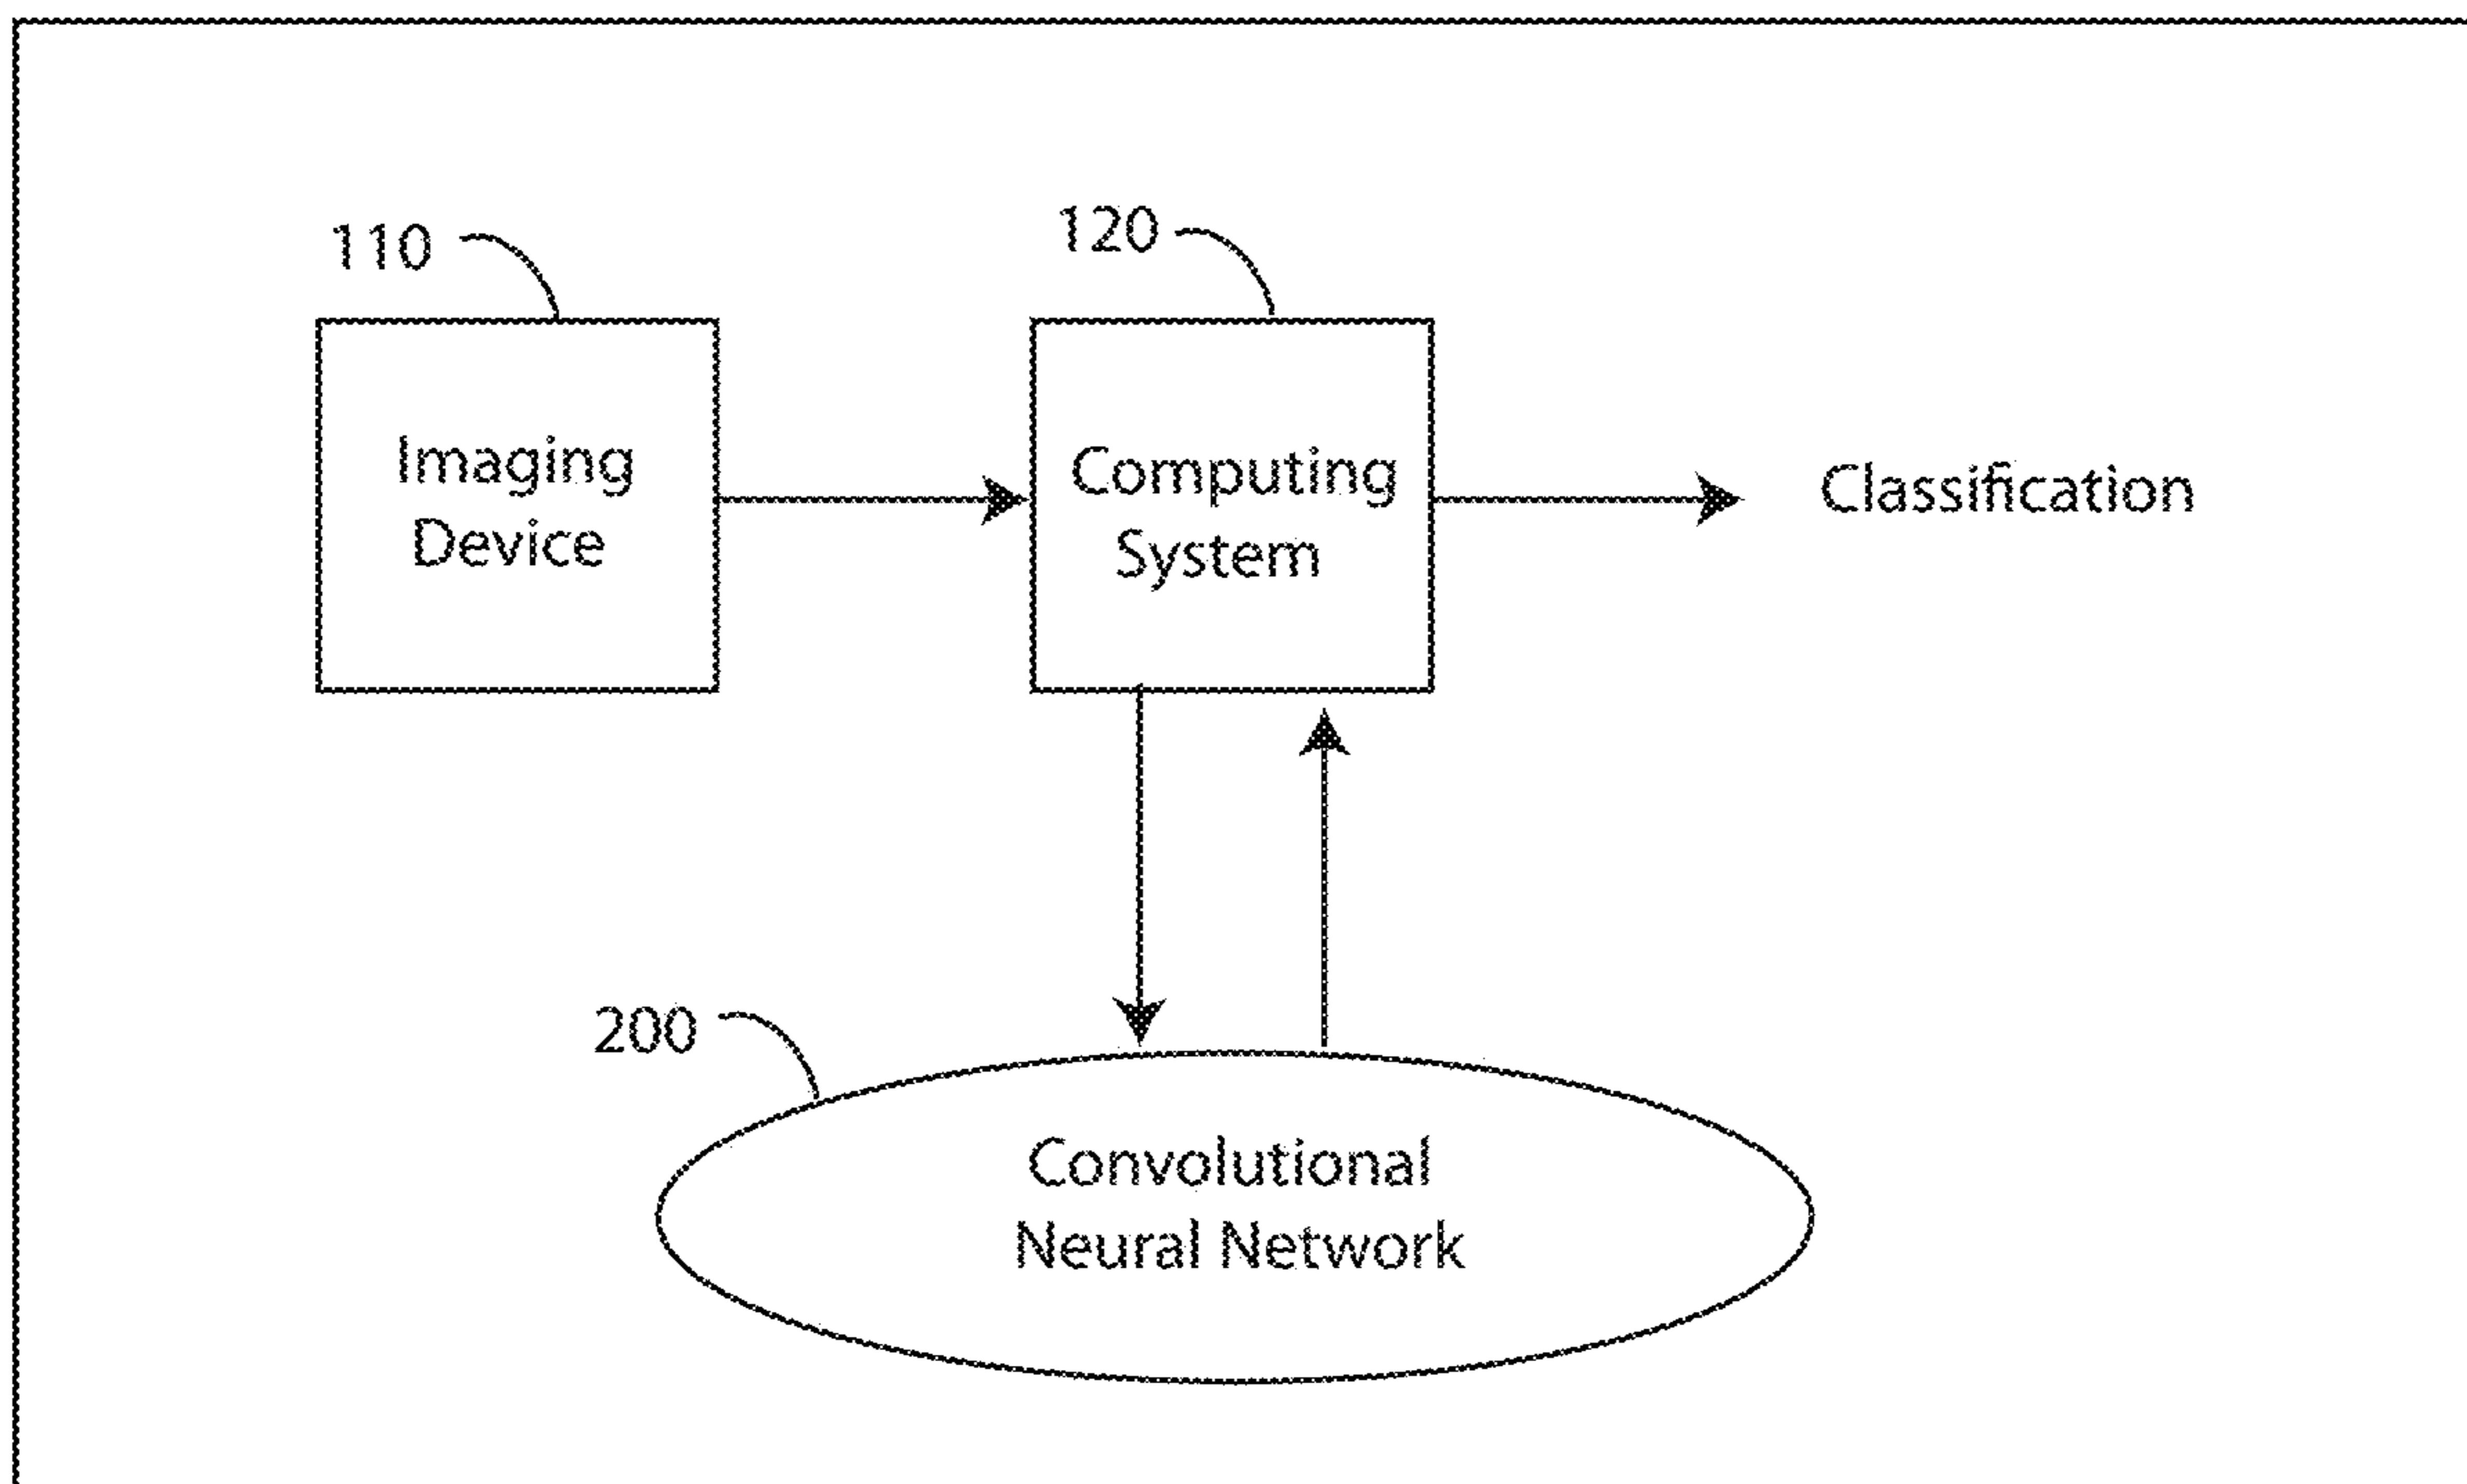 110
120
Imaging
Device
Computing
System
Classification
200
Convolutional
Neural Network